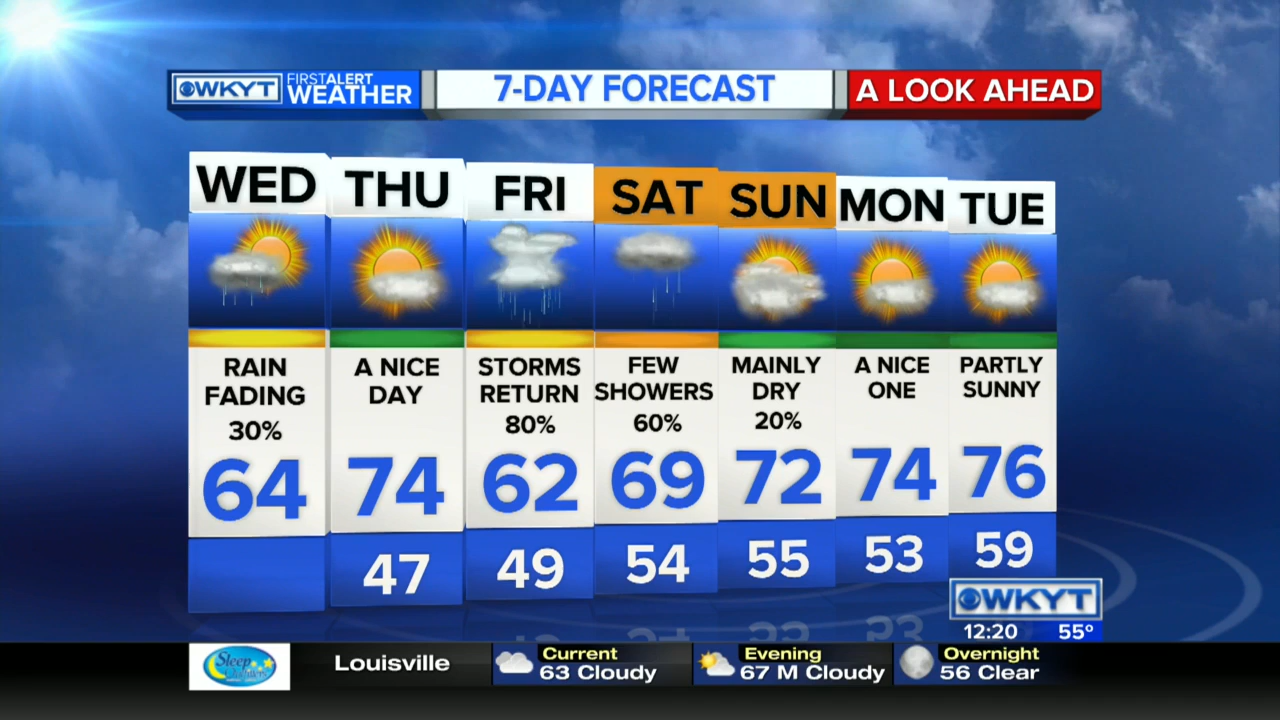 WKYT FIRST ALERT WEATHER
7-DAY FORECAST
A LOOK AHEAD
WED
THU
FRI
SAT
SUN
MON
TUE
RAIN
FADING
30%
A NICE
DAY
STORMS
RETURN
80%
FEW
SHOWERS
60%
MAINLY
DRY
20%
A NICE
ONE
PARTLY
SUNNY
64
74
62
69
72
74
76
47
49
54
55
53
59
WKYT
12:20 55°
Sleep
Outfitters
Louisville
Current
63 Cloudy
Evening
67 M Cloudy
Overnight
56 Clear